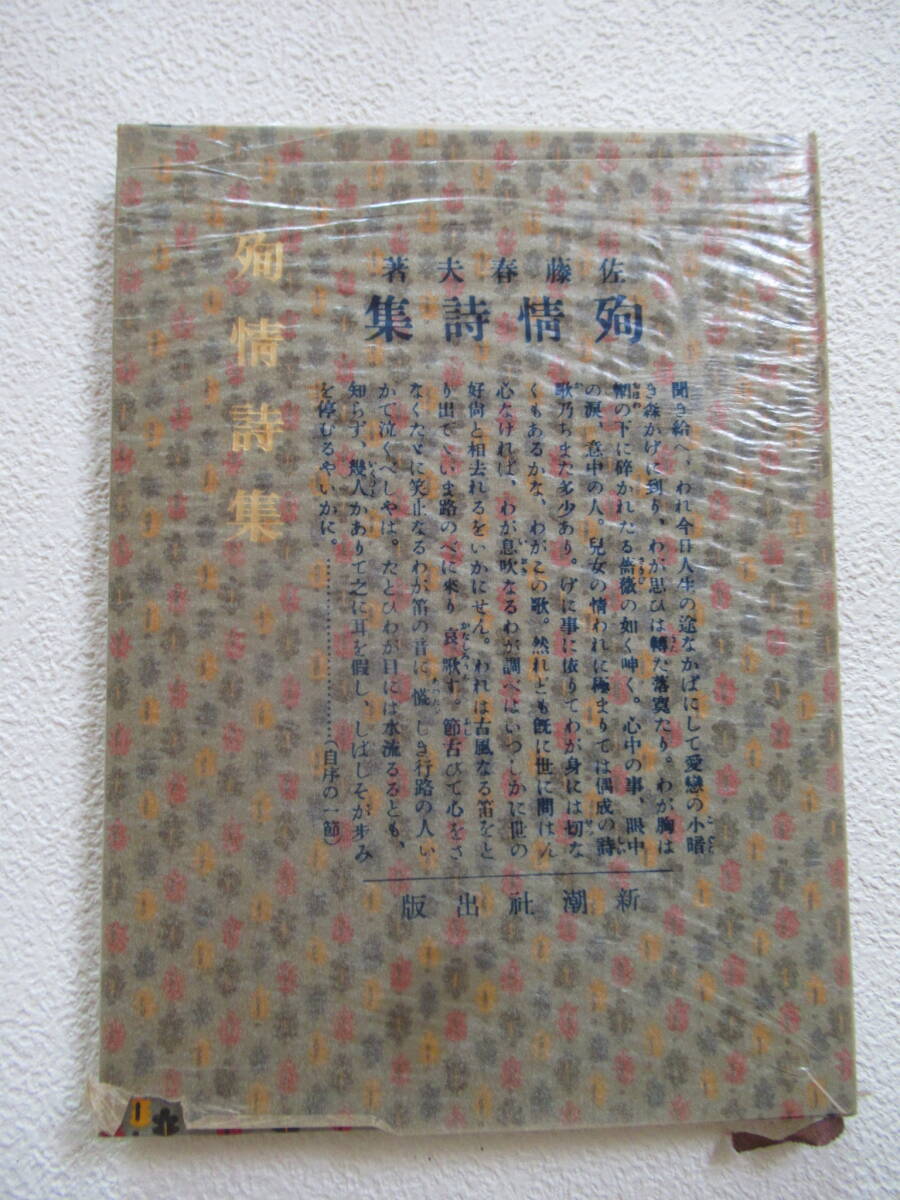 佐藤春夫著
殉情詩集
聞き給へ、われ今日人生の途なかばにして愛戀の小暗
き森かげに到り、わが思ひは轉た落寞たり。わが胸は
輭の下に碎かれたる薔薇の如く呻く。心中の事、眼中
の淚、意中の人。兒女の情われに極まりては偶成の詩
歌乃ちまた多少あり。げに事に依りてわが身には切な
くもあるかな、わがこの歌。然れども既に世に問はん
心なければ、わが息吹なるわが調べはいつしかに世の
好尙と相去れるをいかにせん。われは古風なる笛をと
り出でていま路のべに來り哀歌す。節古びて心をさ
なくただに笑止なるわが笛の音に慌しき行路の人い
かで泣くべしやは。たとひわが目には水流るるとも、
知らず、幾人かありて之に耳を假し、しばしそが步み
を停むるやいかに。…………………………（自序の一節）
新潮社出版
殉情詩集